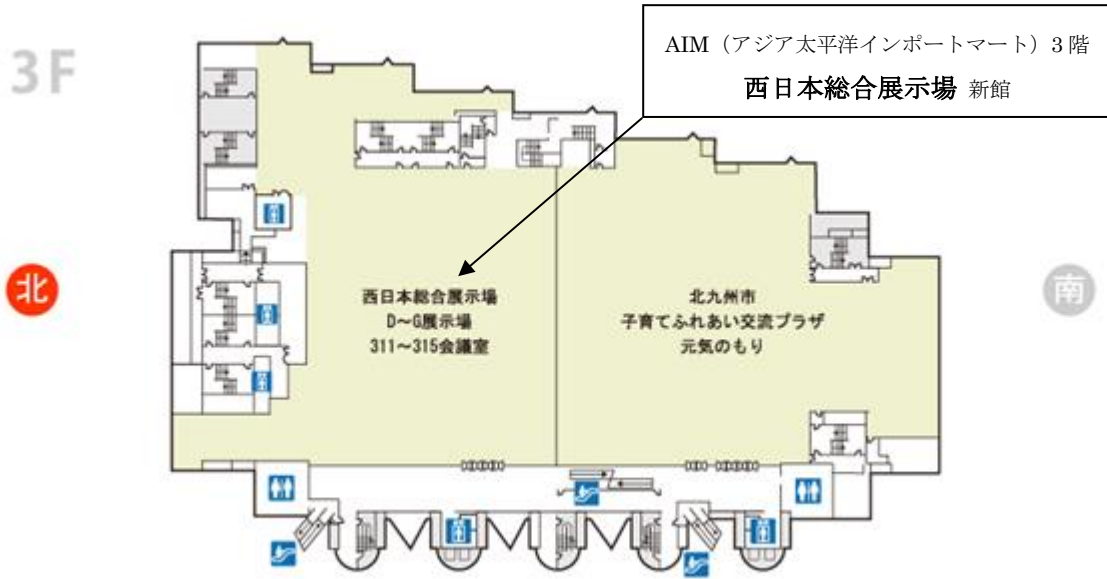 3F
AIM（アジア太平洋インポートマート）3 階
西日本総合展示場 新館
北
南
西日本総合展示場
D～G展示場
311～315会議室
北九州市
子育てふれあい交流プラザ
元気のもり